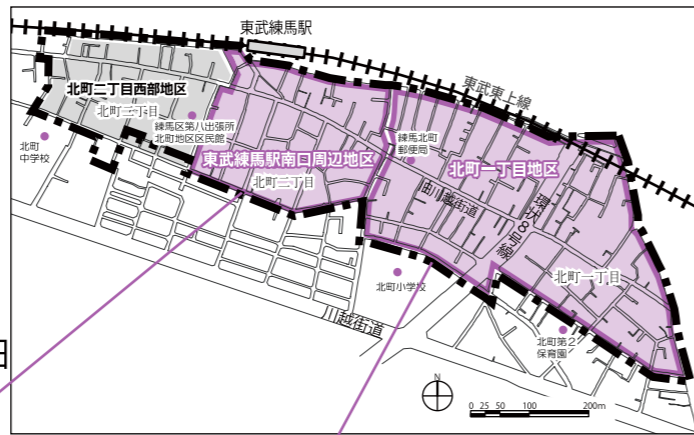 東武練馬駅
東武東上線
北町二丁目西部地区
北町二丁目
練馬区第八出張所
北町地区区民館
北町
中学校
練馬北町
郵便局
東武練馬駅南口周辺地区
北町二丁目
北町一丁目地区
旧川越街道
環状8号線
北町一丁目
北町小学校
川越街道
北町第2
保育園
N
0 25 50 100 200m